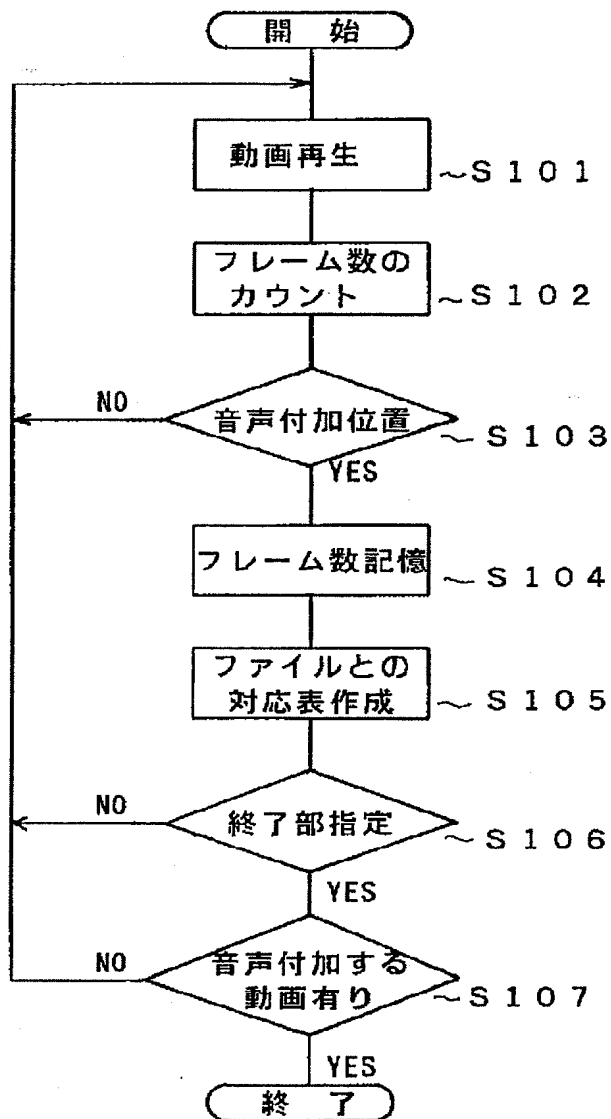 開 始
動画再生
~S101
フレーム数の
カウント
~S102
NO
音声付加位置
~S103
YES
フレーム数記憶
~S104
ファイルとの
対応表作成
~S105
NO
終了部指定
~S106
YES
NO
音声付加する
動画有り
~S107
YES
終 了